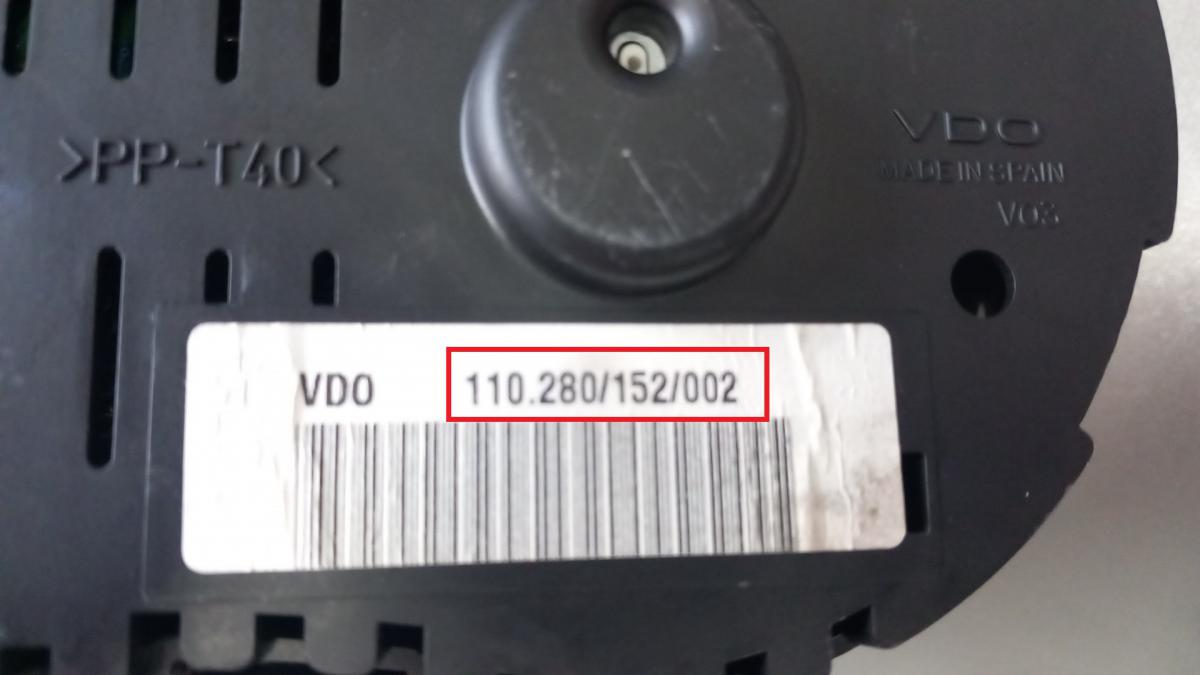 >PP-T40<
VDO
MADE IN SPAIN
V03
VDO 110.280/152/002